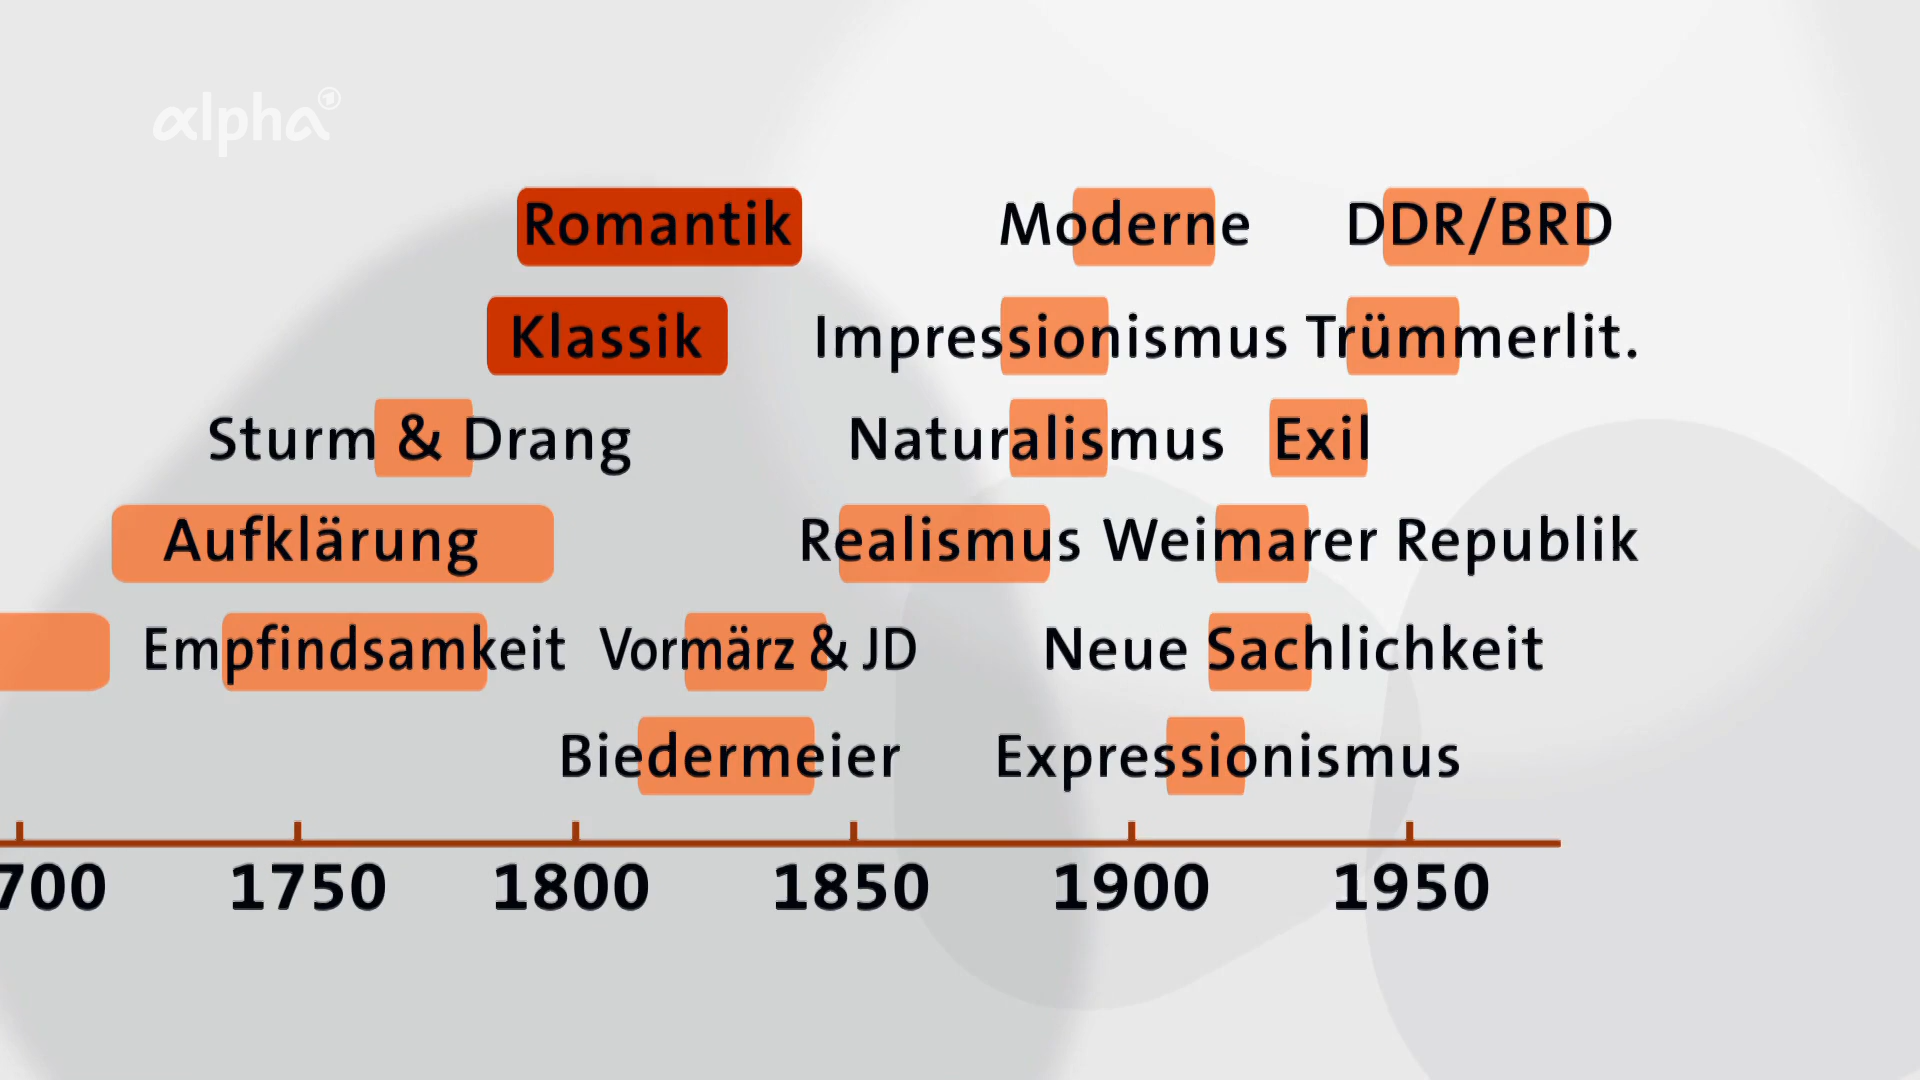 alpha
Romantik Moderne DDR/BRD
Klassik Impressionismus Trümmerlit.
Sturm & Drang Naturalismus Exil
Aufklärung Realismus Weimarer Republik
Empfindsamkeit Vormärz & JD Neue Sachlichkeit
Biedermeier Expressionismus
700 1750 1800 1850 1900 1950